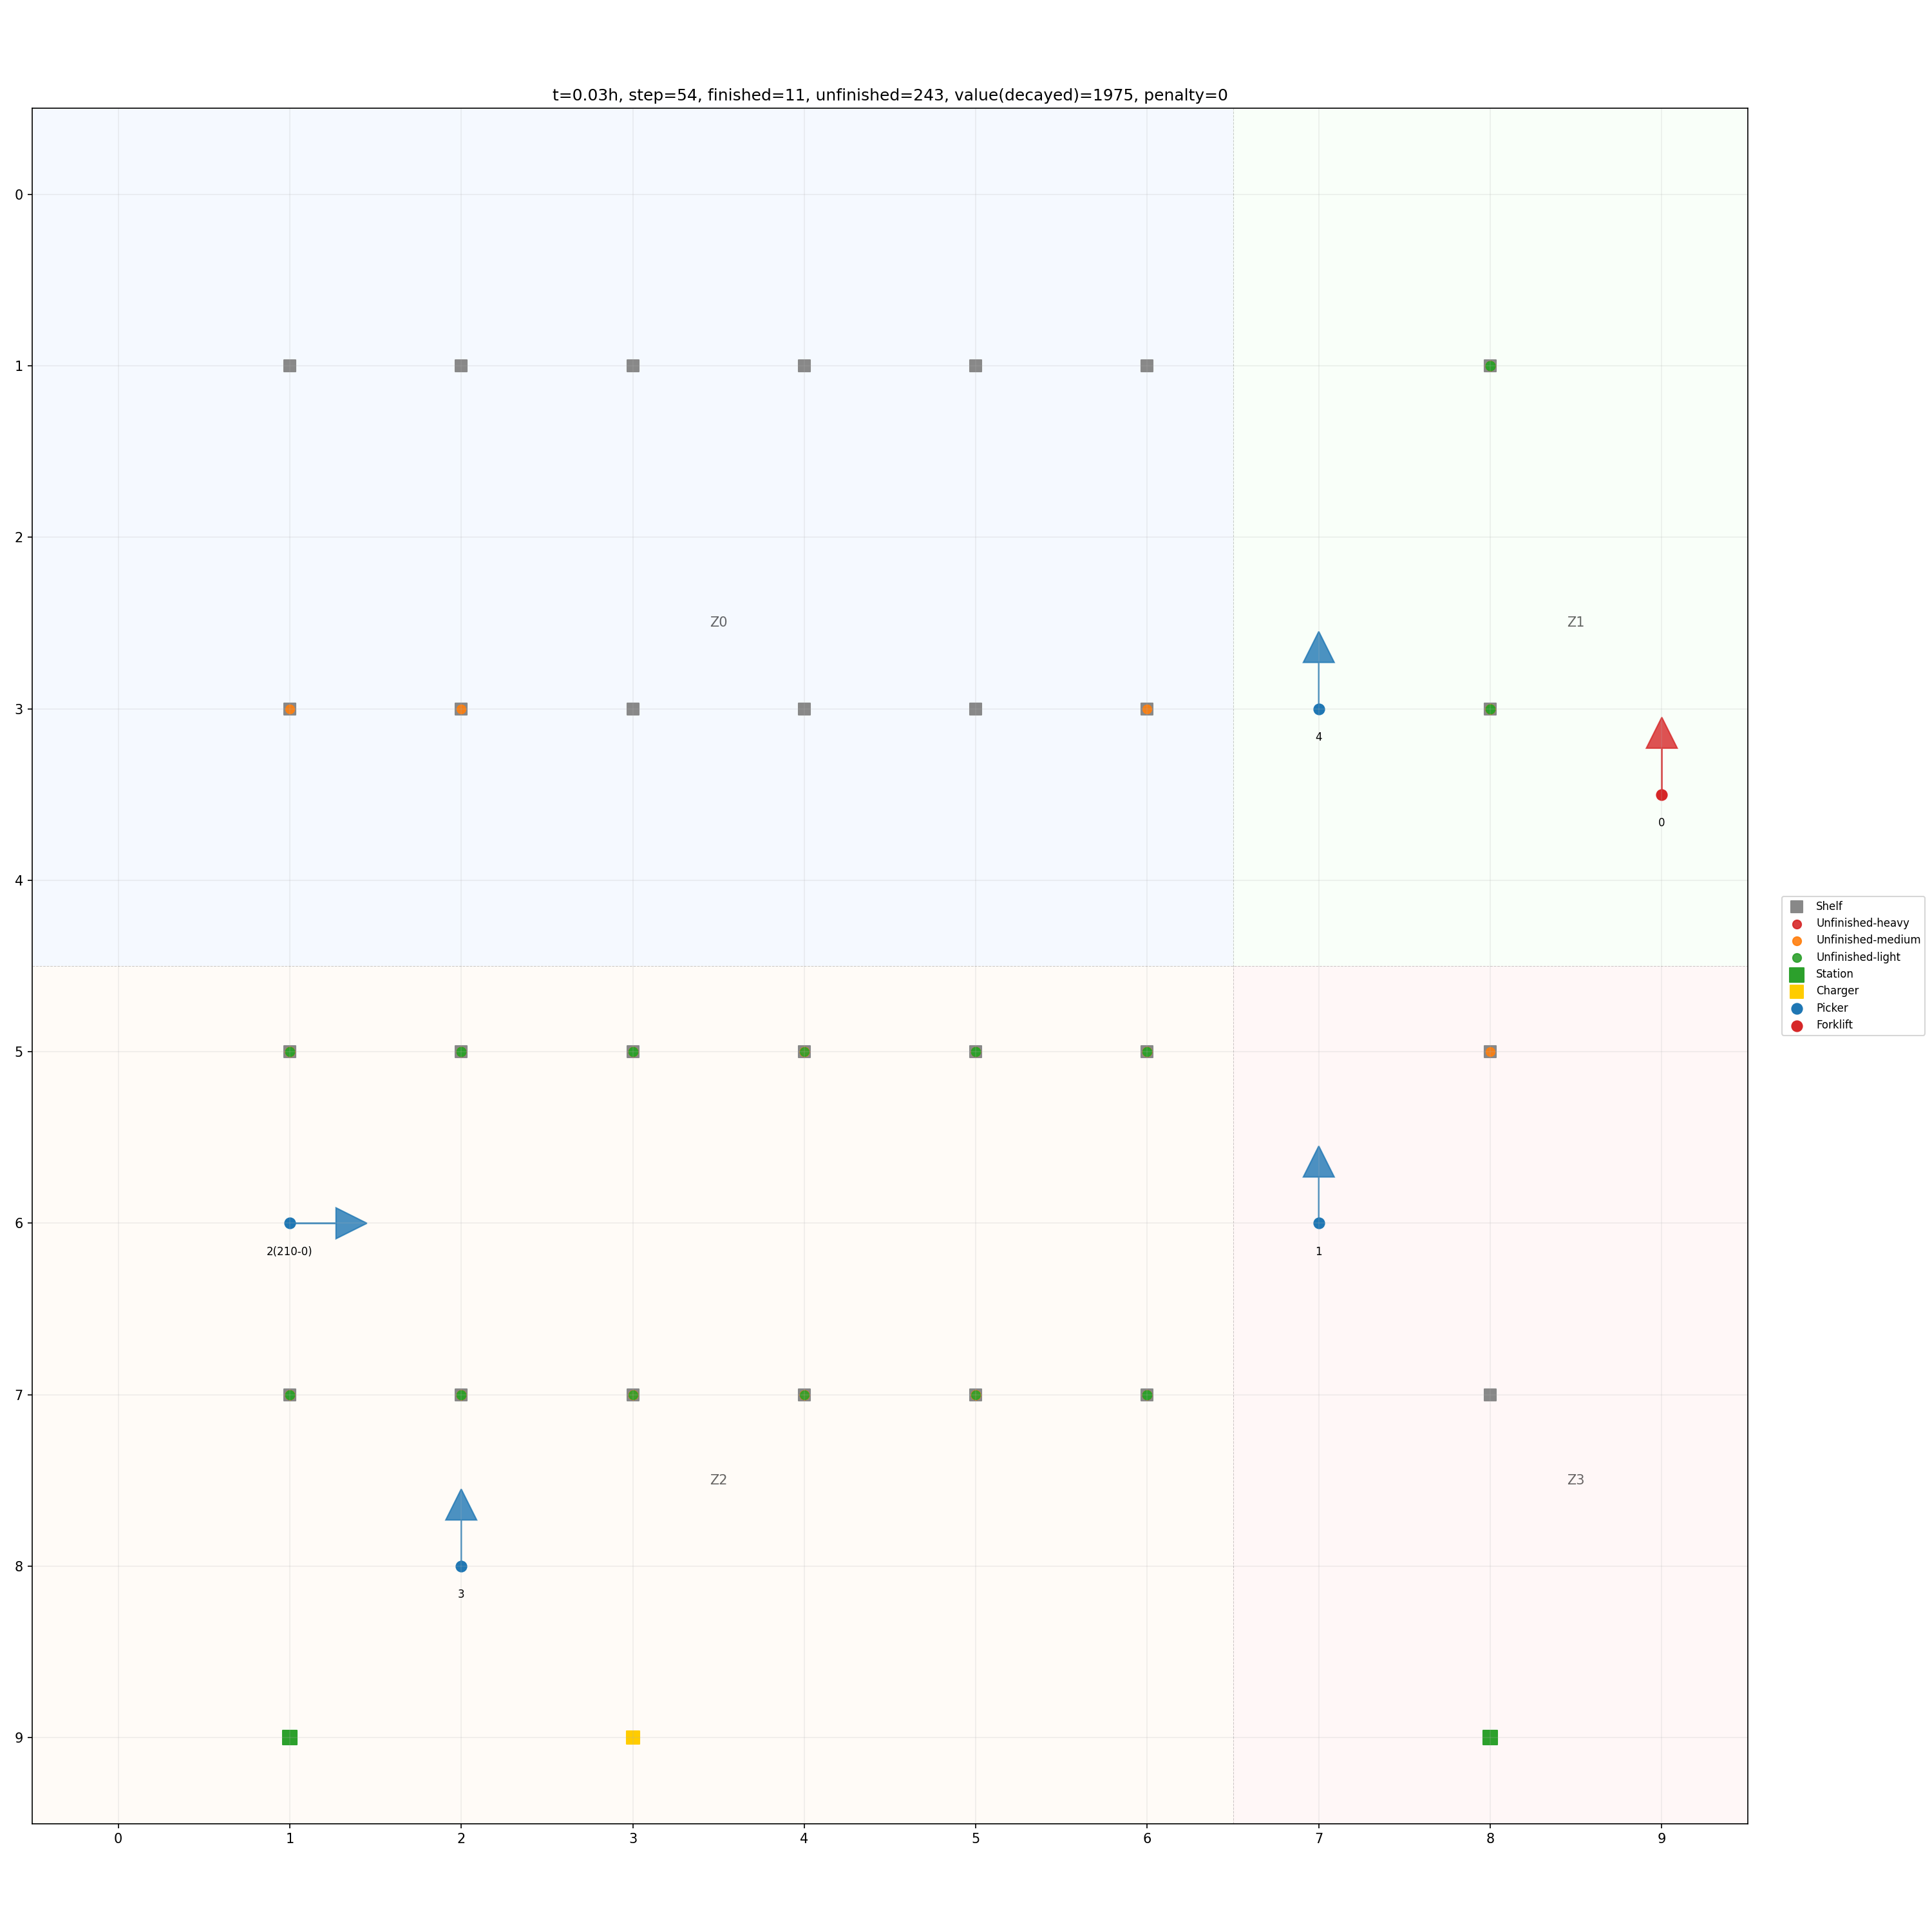 t=0.03h, step=54, finished=11, unfinished=243, value(decayed)=1975, penalty=0
0
1
2
Z0
Z1
3
4
0
4
Shelf
Unfinished-heavy
Unfinished-medium
Unfinished-light
Station
Charger
Picker
Forklift
5
6
2(210-0)
1
7
Z2
Z3
8
3
9
0 1 2 3 4 5 6 7 8 9